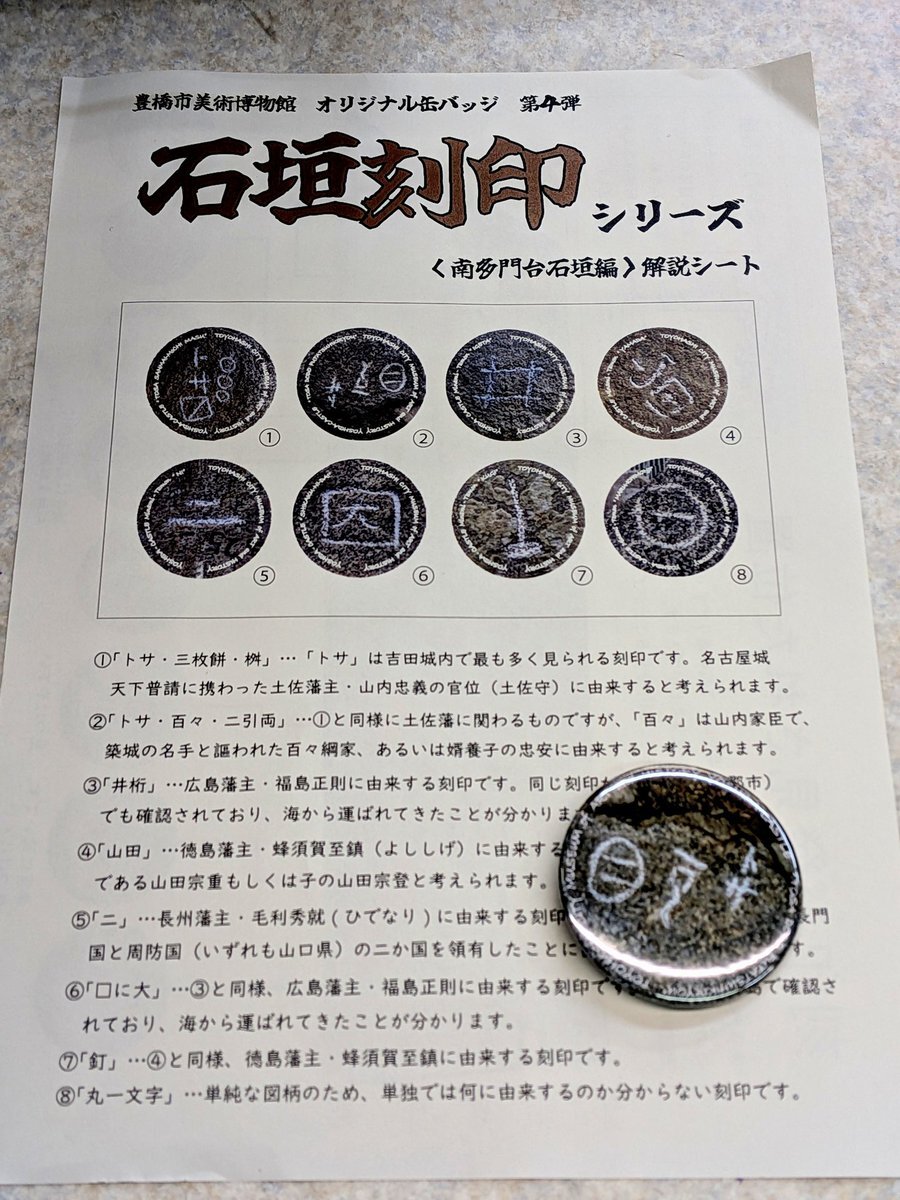 豊橋市美術博物館 オリジナル缶バッジ 第4弾
石垣刻印
シリーズ
〈南多門台石垣編〉解説シート
①
②
③
④
⑤
⑥
⑦
⑧
①「トサ・三枚餅・桝」…「トサ」は吉田城内で最も多く見られる刻印です。名古屋城
天下普請に携わった土佐藩主・山内忠義の官位（土佐守）に由来すると考えられます。
②「トサ・百々・二引両」…①と同様に土佐藩に関わるものですが、「百々」は山内家臣で、
築城の名手と謳われた百々綱家、あるいは婿養子の忠安に由来すると考えられます。
③「井桁」…広島藩主・福島正則に由来する刻印です。同じ刻印
郡市）
でも確認されており、海から運ばれてきたことが分かりま
④「山田」…徳島藩主・蜂須賀至鎮（よししげ）に由来する
である山田宗重もしくは子の山田宗登と考えられます。
⑤「二」…長州藩主・毛利秀就(ひでなり)に由来する刻印
長門
国と周防国（いずれも山口県）の二か国を領有したことに
す。
⑥「□に大」…③と同様、広島藩主・福島正則に由来する刻印です
で確認さ
れており、海から運ばれてきたことが分かります。
⑦「釘」…④と同様、徳島藩主・蜂須賀至鎮に由来する刻印です。
⑧「丸一文字」…単純な図柄のため、単独では何に由来するのか分からない刻印です。